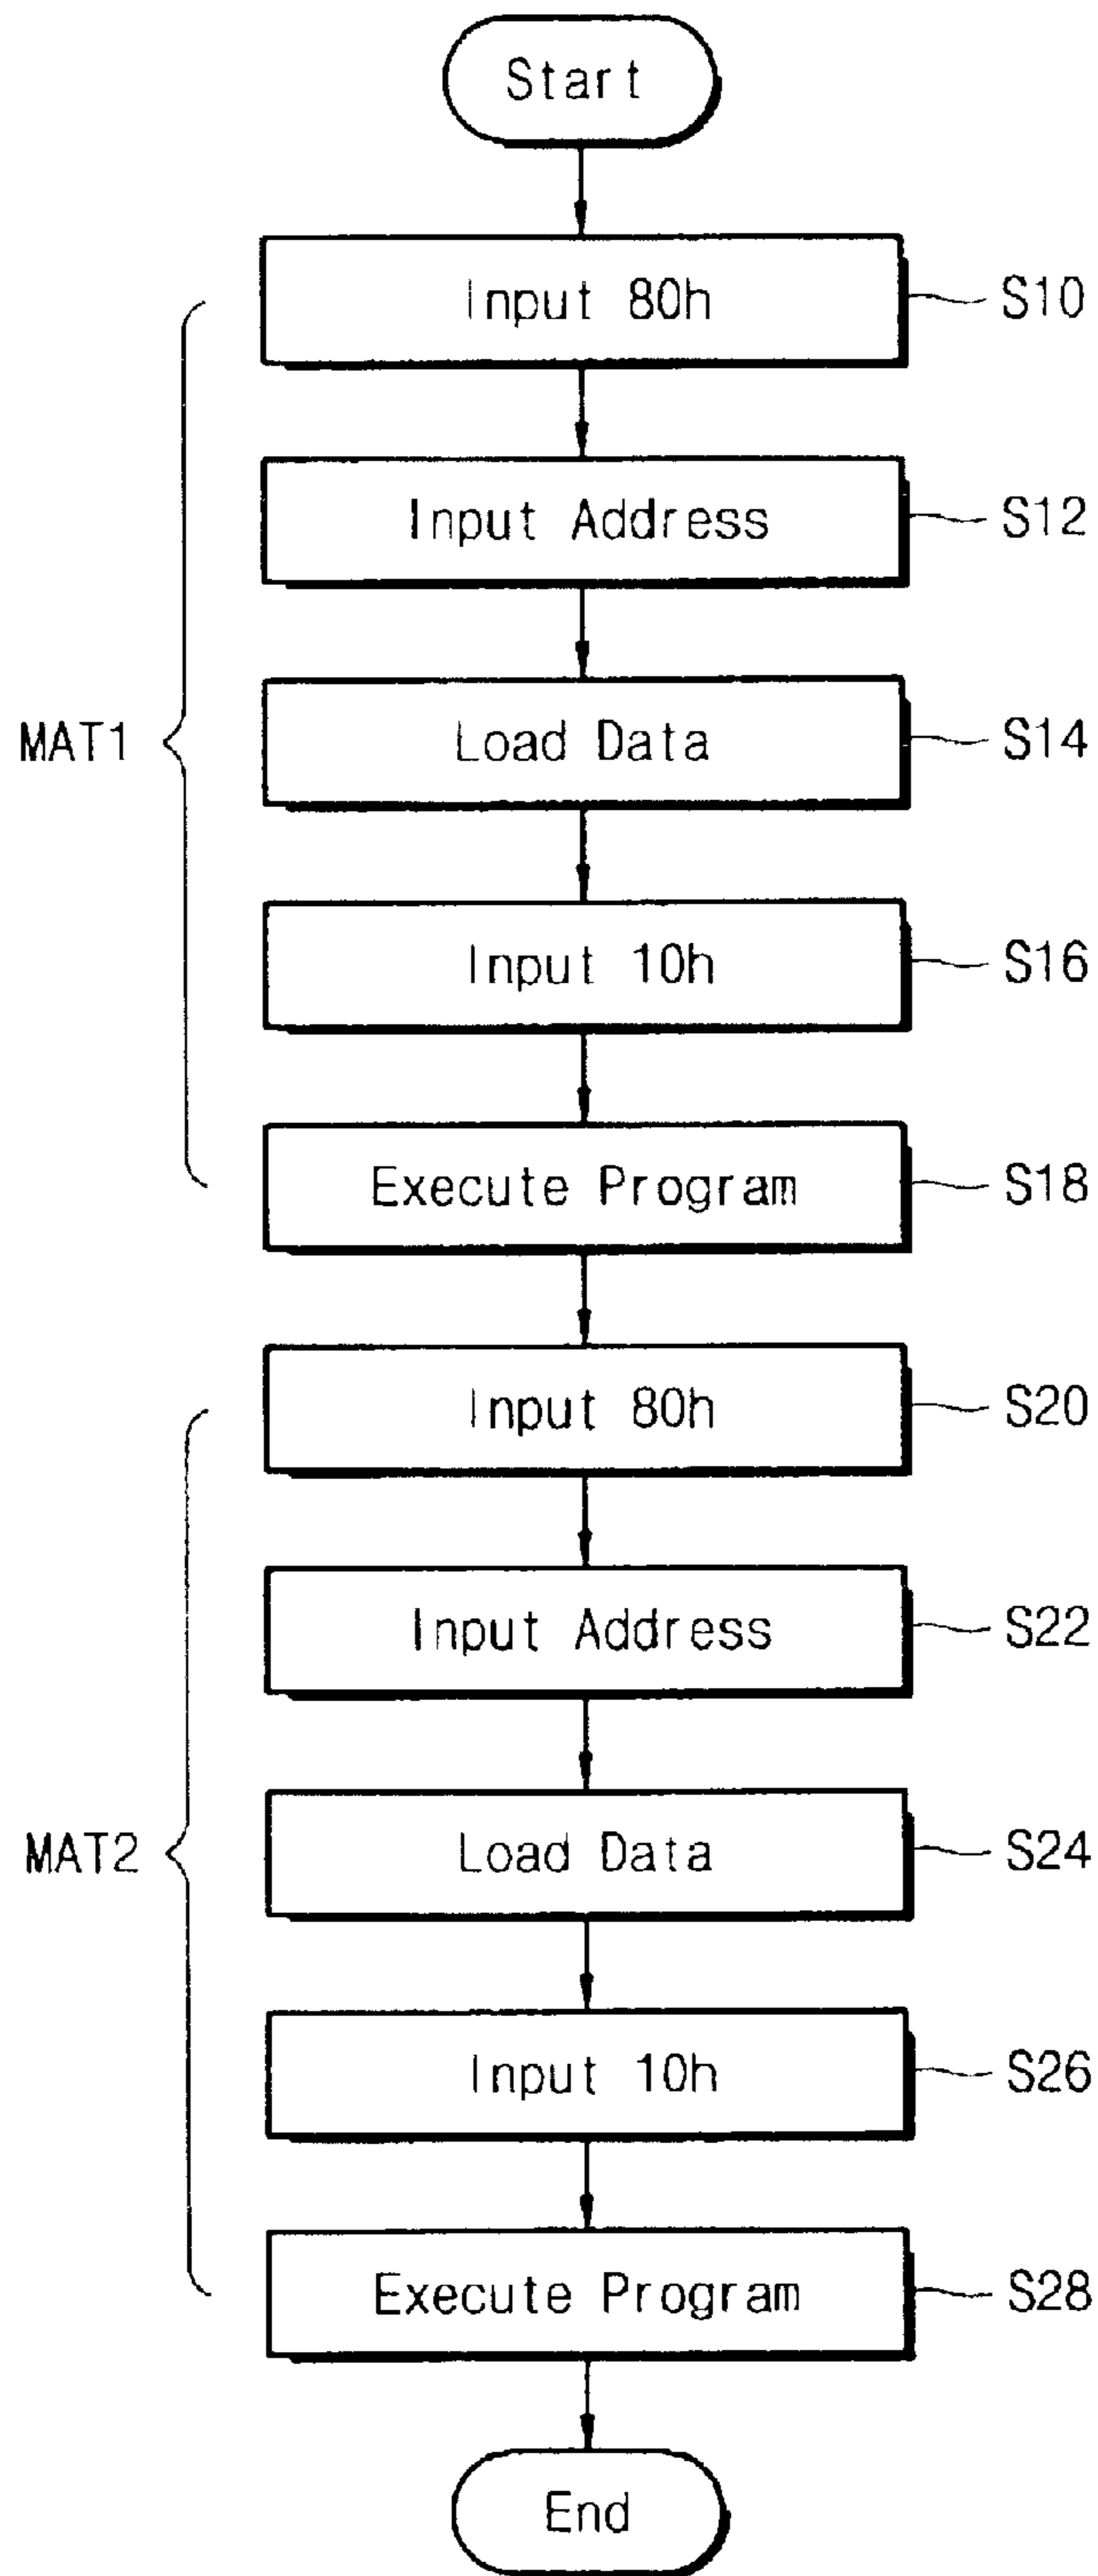 Start
Input 80h
S10
Input Address
S12
MAT1
Load Data
S14
Input 10h
S16
Execute Program
S18
Input 80h
S20
Input Address
S22
MAT2
Load Data
S24
Input 10h
S26
Execute Program
S28
End